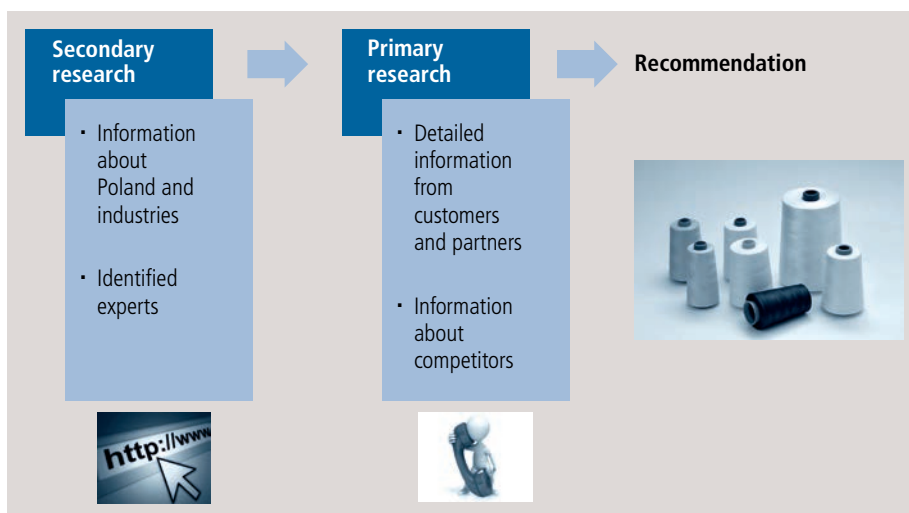 Secondary
research
· Information
about
Poland and
industries
· Identified
experts
http://www
Primary
research
· Detailed
information
from
customers
and partners
· Information
about
competitors
Recommendation